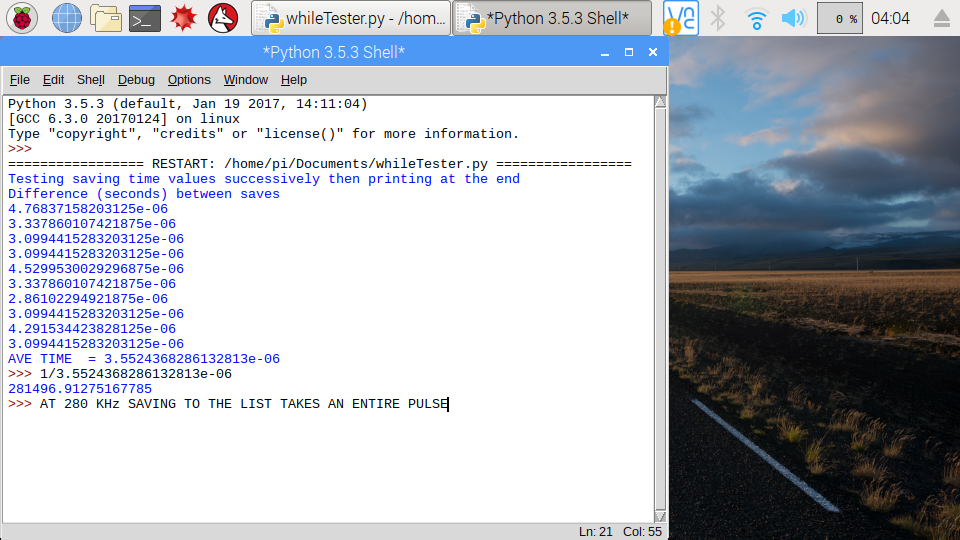 whileTester.py - /hom...
*Python 3.5.3 Shell*
0 %
04:04
*Python 3.5.3 Shell*
File Edit Shell Debug Options Window Help
Python 3.5.3 (default, Jan 19 2017, 14:11:04)
[GCC 6.3.0 20170124] on linux
Type "copyright", "credits" or "license()" for more information.
>>>
================= RESTART: /home/pi/Documents/whileTester.py =================
Testing saving time values successively then printing at the end
Difference (seconds) between saves
4.76837158203125e-06
3.337860107421875e-06
3.0994415283203125e-06
3.0994415283203125e-06
4.5299530029296875e-06
3.337860107421875e-06
2.86102294921875e-06
3.0994415283203125e-06
4.291534423828125e-06
3.0994415283203125e-06
AVE TIME  = 3.5524368286132813e-06
>>> 1/3.5524368286132813e-06
281496.91275167785
>>> AT 280 KHz SAVING TO THE LIST TAKES AN ENTIRE PULSE
Ln: 21 Col: 55